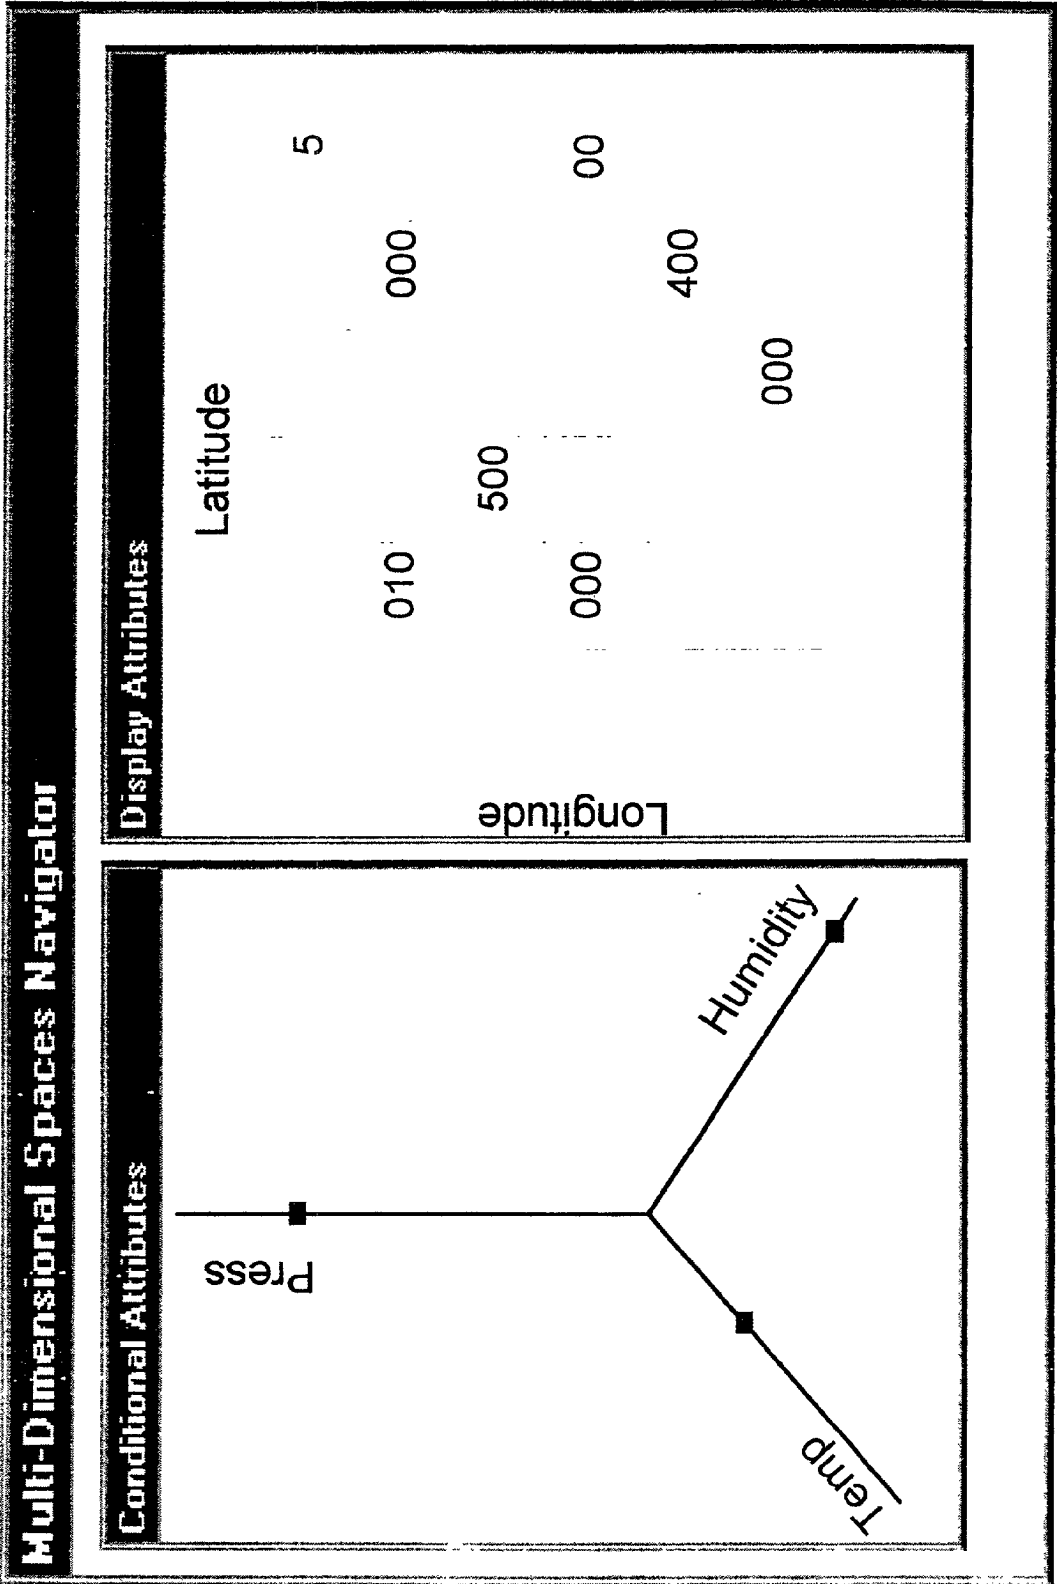 Multi-Dimensional Spaces Navigator
Conditional Attributes
Press
Humidity
Temp
Display Attributes
Latitude
Longitude
5
010 000
500
000 00
400
000